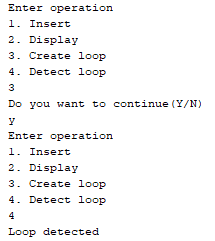 Enter operation
1. Insert
2. Display
3. Create loop
4. Detect loop
3
Do you want to continue(Y/N)
y
Enter operation
1. Insert
2. Display
3. Create loop
4. Detect loop
4
Loop detected